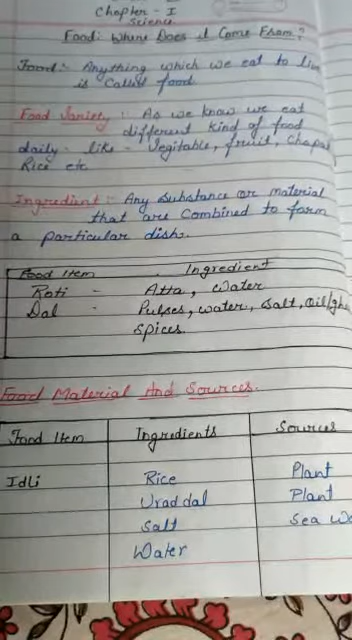 Chapter - I
Science
Food: Where Does it Come From?
Food :- Anything which we eat to live
is called food
Food Variety : As we know we eat
different kind of food
daily - like - Vegitable, fruit, Chapa
Rice etc
Ingredient :- Any substance or material
that are combined to form
a particular dish.
Food Item Ingredient
Roti - Atta, water
Dal - Pulses, water, salt, oil/gh
spices.
Food Material And Sources.
Food Item Ingredients Sources
Idli Rice Plant
Urad dal Plant
Salt Sea Wa
Water